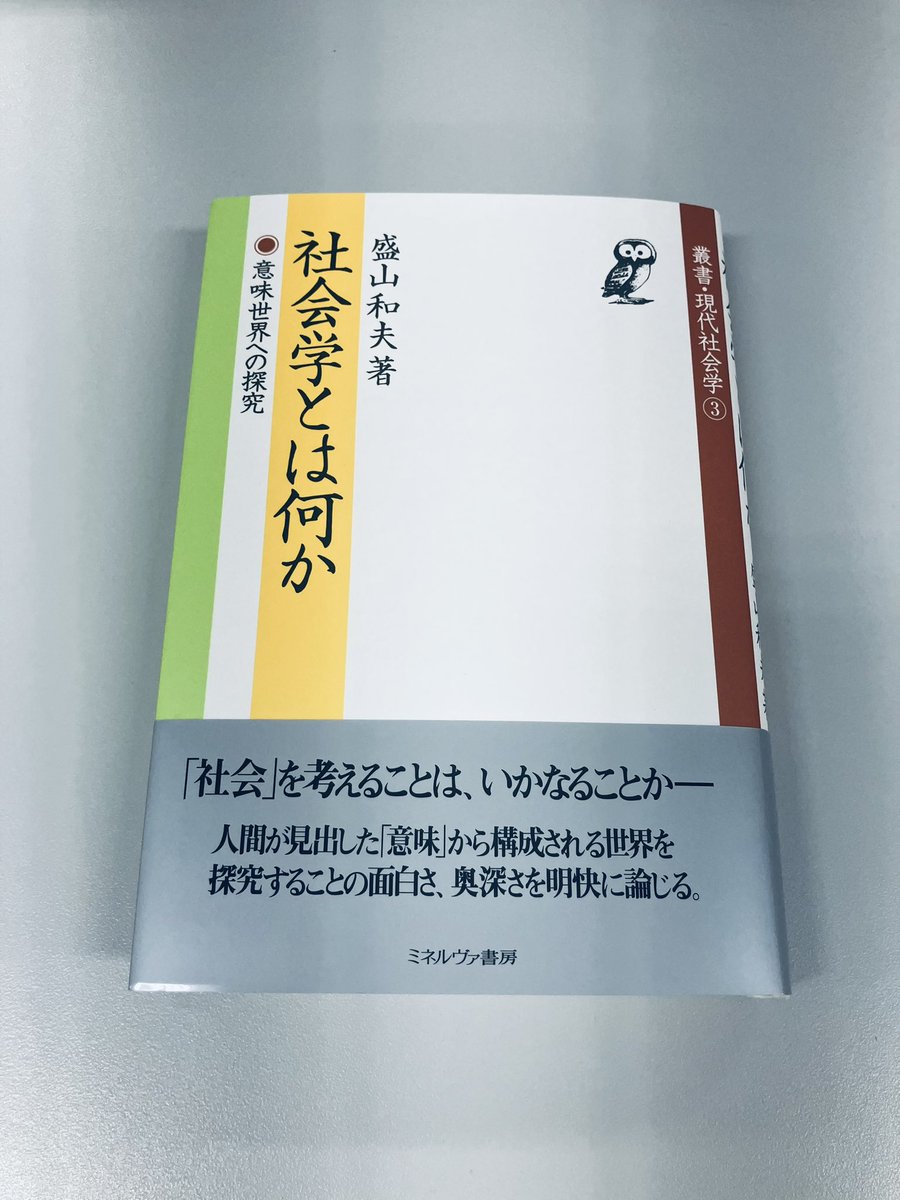 叢書・現代社会学③
盛山和夫著
社会学とは何か
◉意味世界への探究
「社会」を考えることは、いかなることか―
人間が見出した「意味」から構成される世界を
探究することの面白さ、奥深さを明快に論じる。
ミネルヴァ書房